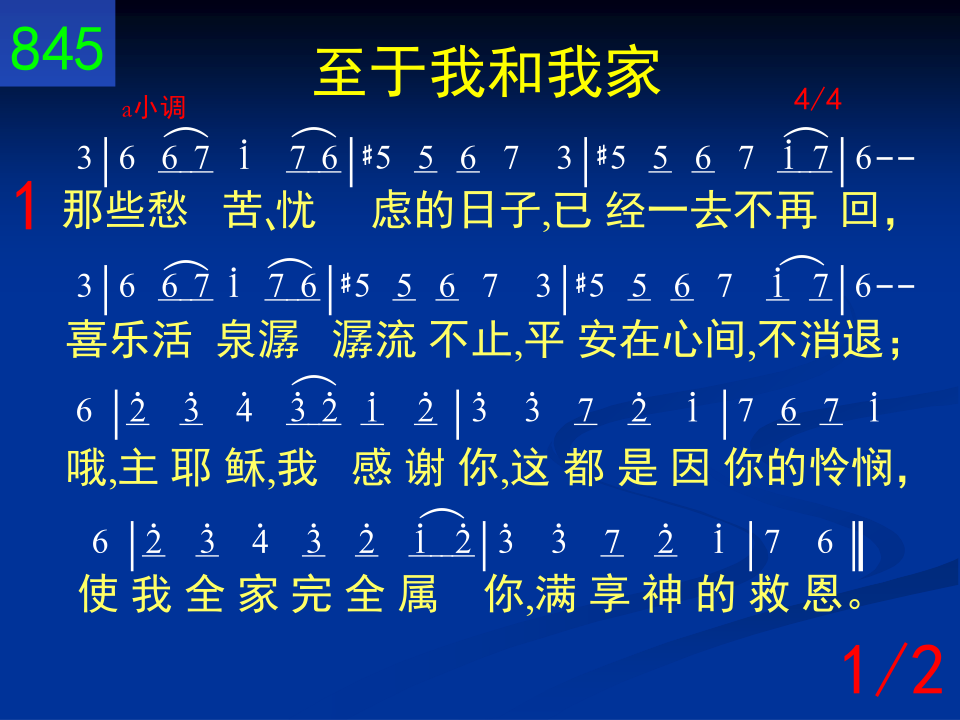 845
至于我和我家
a小调
4/4
3|6 6 7 i 7 6|#5 5 6 7 3|#5 5 6 7 i 7|6--
1
那些愁 苦、忧 虑的日子,已 经一去不再 回，
3|6 6 7 i 7 6|#5 5 6 7 3|#5 5 6 7 i 7|6--
喜乐活 泉潺 潺流 不止,平 安在心间,不消退；
6|2̇ 3̇ 4̇ 3̇ 2̇ i 2̇|3̇ 3̇ 7 2̇ i|7 6 7 i
哦,主 耶 稣,我 感 谢 你,这 都 是 因 你的怜悯，
6|2̇ 3̇ 4̇ 3̇ 2̇ i 2̇|3̇ 3̇ 7 2̇ i|7 6‖
使 我 全 家 完 全 属 你,满 享 神 的 救 恩。
1/2